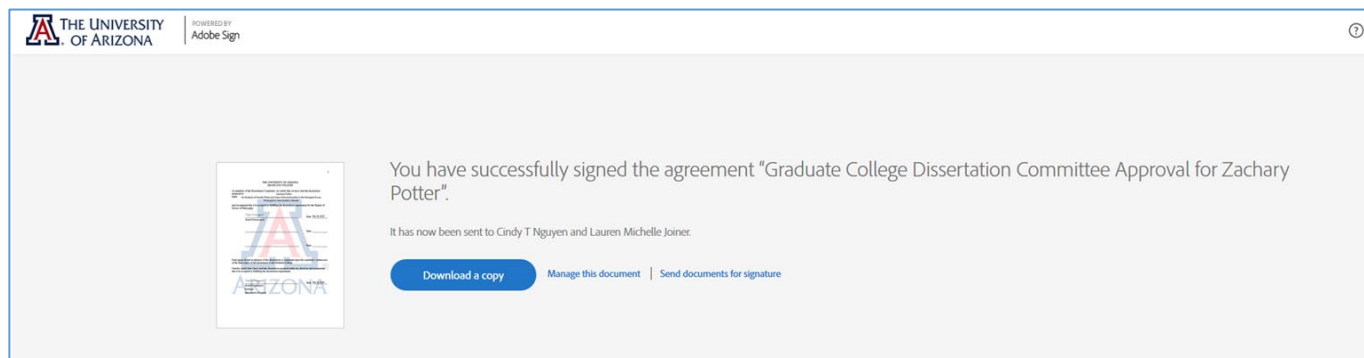 THE UNIVERSITY
OF ARIZONA
POWERED BY
Adobe Sign
?
You have successfully signed the agreement "Graduate College Dissertation Committee Approval for Zachary
Potter".
It has now been sent to Cindy T Nguyen and Lauren Michelle Joiner.
Download a copy
Manage this document | Send documents for signature
ARIZONA